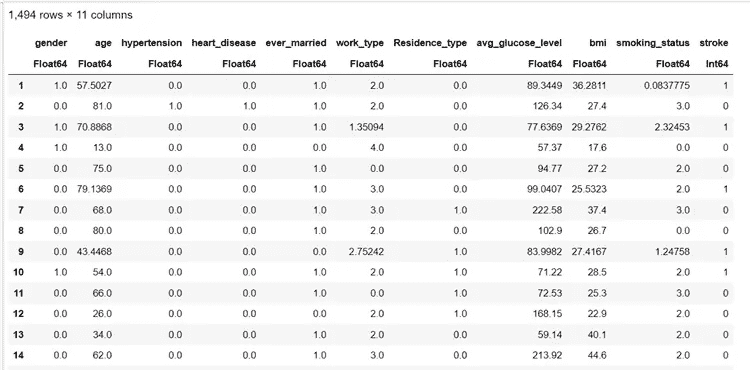 1,494 rows × 11 columns
gender age hypertension heart_disease ever_married work_type Residence_type avg_glucose_level bmi smoking_status stroke
Float64 Float64 Float64 Float64 Float64 Float64 Float64 Float64 Float64 Float64 Int64
1 1.0 57.5027 0.0 0.0 1.0 2.0 0.0 89.3449 36.2811 0.0837775 1
2 0.0 81.0 1.0 1.0 1.0 2.0 0.0 126.34 27.4 3.0 0
3 1.0 70.8868 0.0 0.0 1.0 1.35094 0.0 77.6369 29.2762 2.32453 1
4 1.0 13.0 0.0 0.0 0.0 4.0 0.0 57.37 17.6 0.0 0
5 0.0 75.0 0.0 0.0 1.0 0.0 0.0 94.77 27.2 2.0 0
6 0.0 79.1369 0.0 0.0 1.0 3.0 0.0 99.0407 25.5323 2.0 1
7 0.0 68.0 0.0 0.0 1.0 3.0 1.0 222.58 37.4 3.0 0
8 0.0 80.0 0.0 0.0 1.0 2.0 0.0 102.9 26.7 0.0 0
9 0.0 43.4468 0.0 0.0 0.0 2.75242 1.0 83.9982 27.4167 1.24758 1
10 1.0 54.0 0.0 0.0 1.0 2.0 1.0 71.22 28.5 2.0 1
11 0.0 66.0 0.0 0.0 1.0 0.0 1.0 72.53 25.3 3.0 0
12 0.0 26.0 0.0 0.0 0.0 2.0 1.0 168.15 22.9 2.0 0
13 0.0 34.0 0.0 0.0 1.0 2.0 0.0 59.14 40.1 2.0 0
14 0.0 62.0 0.0 0.0 1.0 3.0 0.0 213.92 44.6 2.0 0